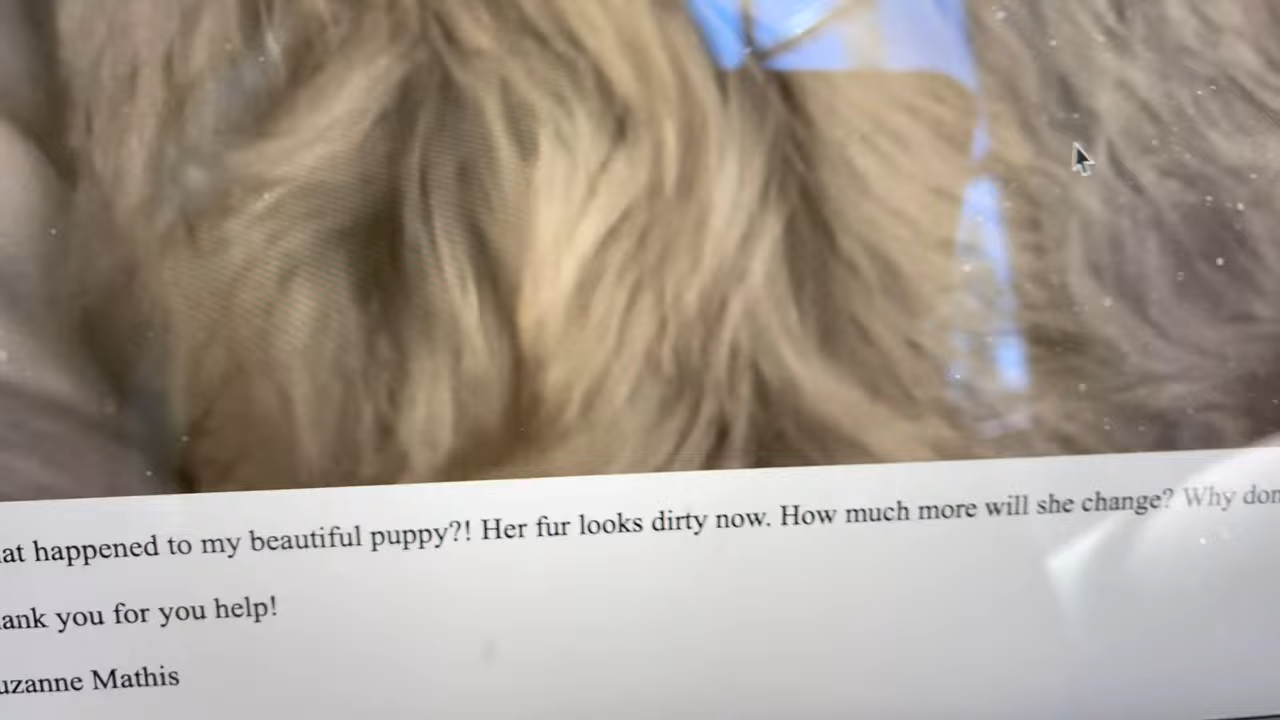 at happened to my beautiful puppy?! Her fur looks dirty now. How much more will she change? Why don
ank you for you help!
uzanne Mathis